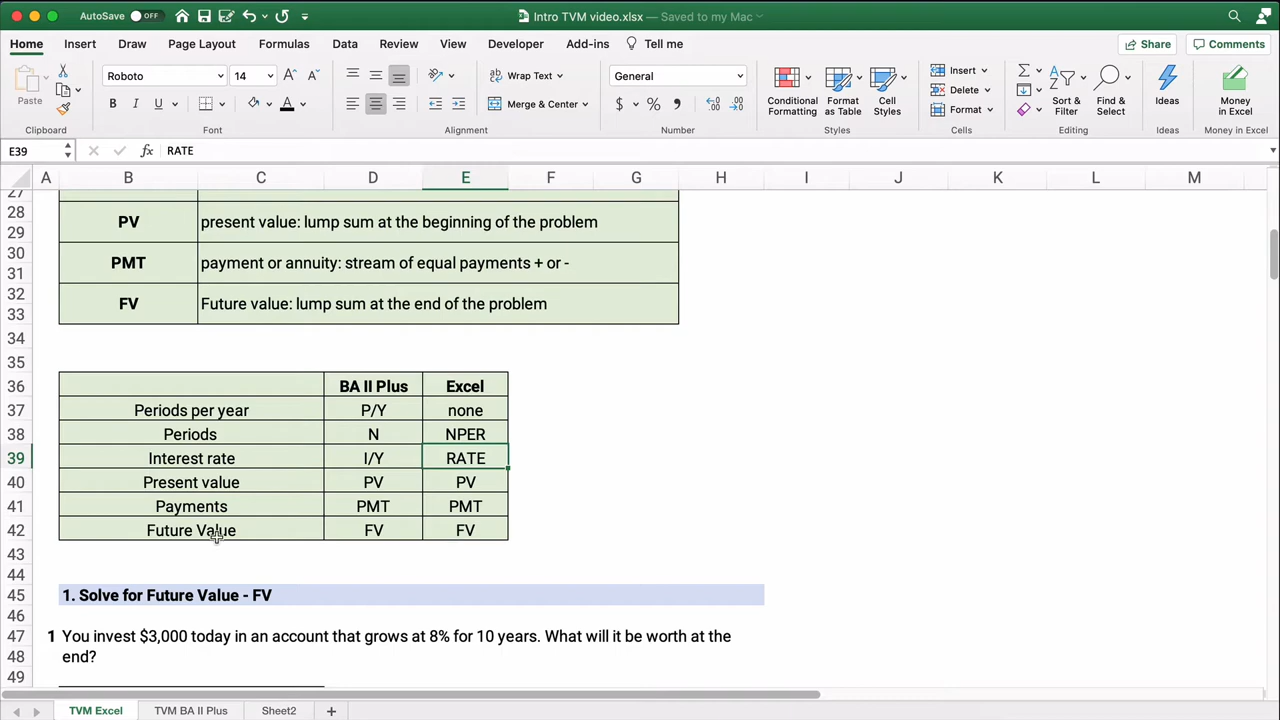 AutoSave OFF Intro TVM video.xlsx — Saved to my Mac
Home Insert Draw Page Layout Formulas Data Review View Developer Add-ins Tell me Share Comments
Paste Roboto 14 Wrap Text General Conditional Formatting Format as Table Cell Styles Insert Sort & Filter Find & Select Ideas Money in Excel
B I U Merge & Center $ % Delete
Format
Clipboard Font Alignment Number Styles Cells Editing Ideas Money in Excel
E39 fx RATE
A B C D E F G H I J K L M
27
28 PV present value: lump sum at the beginning of the problem
29
30 PMT payment or annuity: stream of equal payments + or -
31
32 FV Future value: lump sum at the end of the problem
33
34
35
36 BA II Plus Excel
37 Periods per year P/Y none
38 Periods N NPER
39 Interest rate I/Y RATE
40 Present value PV PV
41 Payments PMT PMT
42 Future Value FV FV
43
44
45 1. Solve for Future Value - FV
46
47 1 You invest $3,000 today in an account that grows at 8% for 10 years. What will it be worth at the
48 end?
49
TVM Excel TVM BA II Plus Sheet2 +